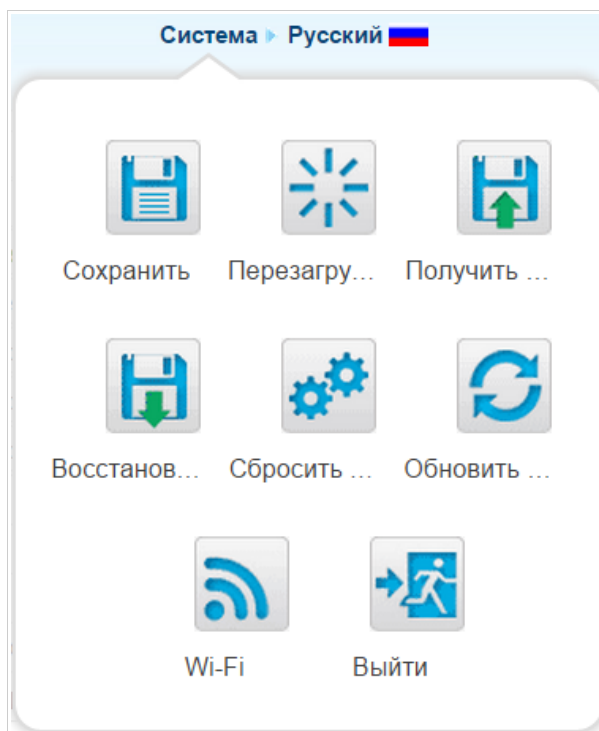 Система Русский
Сохранить Перезагру... Получить ...
Восстанов... Сбросить ... Обновить ...
Wi-Fi Выйти